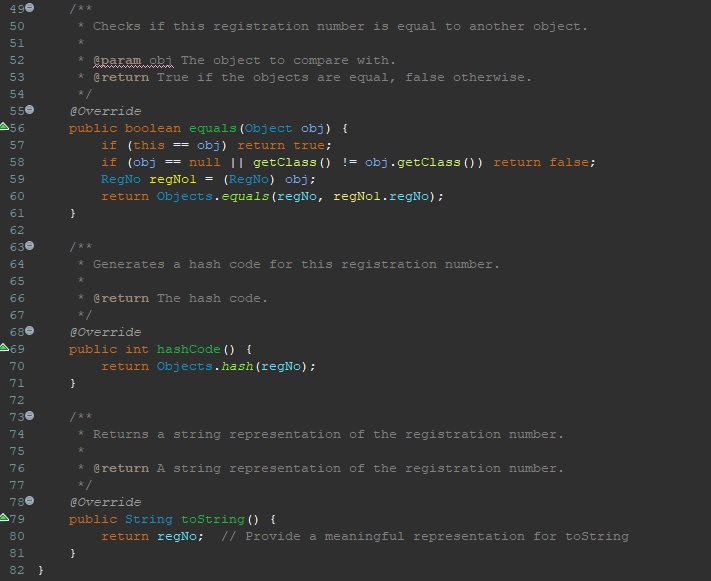 49 /**
50 * Checks if this registration number is equal to another object.
51 *
52 * @param obj The object to compare with.
53 * @return True if the objects are equal, false otherwise.
54 */
55 @Override
56 public boolean equals(Object obj) {
57 if (this == obj) return true;
58 if (obj == null || getClass() != obj.getClass()) return false;
59 RegNo regNo1 = (RegNo) obj;
60 return Objects.equals(regNo, regNo1.regNo);
61 }
62
63 /**
64 * Generates a hash code for this registration number.
65 *
66 * @return The hash code.
67 */
68 @Override
69 public int hashCode() {
70 return Objects.hash(regNo);
71 }
72
73 /**
74 * Returns a string representation of the registration number.
75 *
76 * @return A string representation of the registration number.
77 */
78 @Override
79 public String toString() {
80 return regNo; // Provide a meaningful representation for toString
81 }
82 }